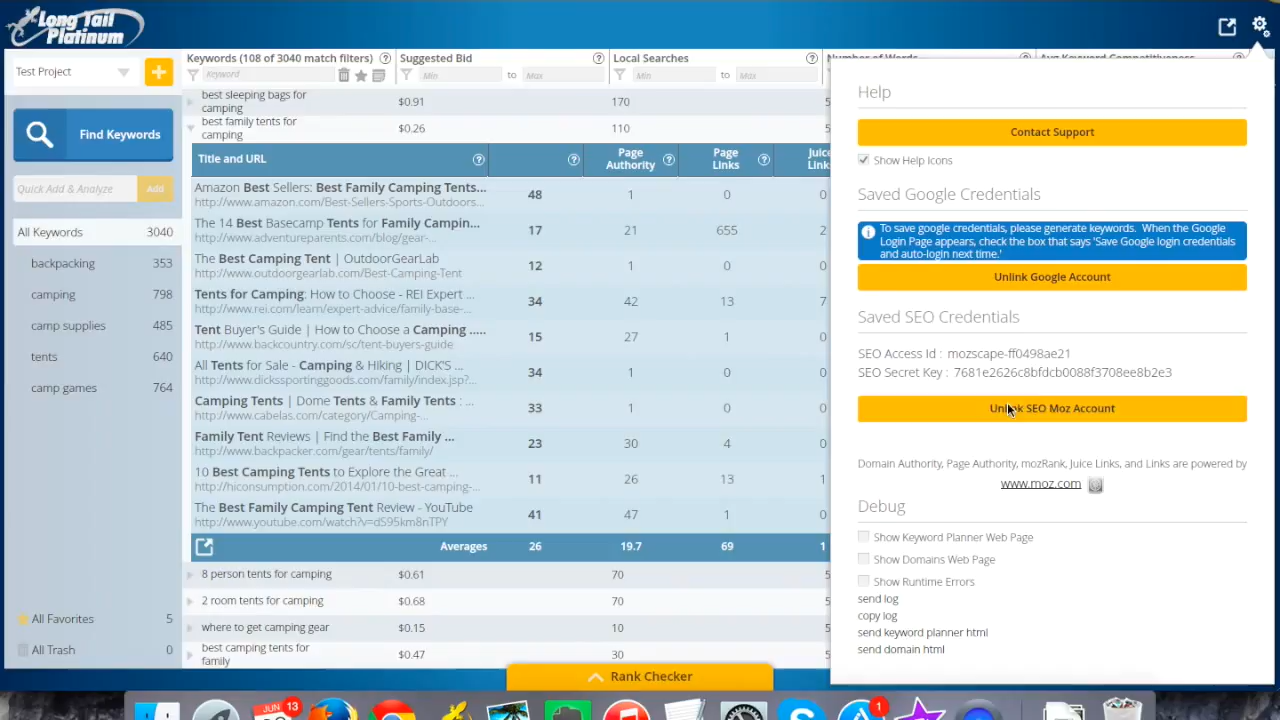 Long Tail
Platinum
Test Project
Find Keywords
Quick Add & Analyze
Add
All Keywords 3040
backpacking 353
camping 798
camp supplies 485
tents 640
camp games 764
All Favorites 5
All Trash 0
Keywords (108 of 3040 match filters) Suggested Bid Local Searches
Keyword Min to Max Min to Max
best sleeping bags for
camping $0.91 170
best family tents for
camping $0.26 110
Title and URL Page
Authority Page
Links Juice
Link
Amazon Best Sellers: Best Family Camping Tents... 48 1 0
http://www.amazon.com/Best-Sellers-Sports-Outdoors...
The 14 Best Basecamp Tents for Family Campin... 17 21 655 2
http://www.adventureparents.com/blog/gear-...
The Best Camping Tent | OutdoorGearLab 12 1 0
http://www.outdoorgearlab.com/Best-Camping-Tent
Tents for Camping: How to Choose - REI Expert ... 34 42 13 7
http://www.rei.com/learn/expert-advice/family-base-...
Tent Buyer's Guide | How to Choose a Camping ..... 15 27 1 0
http://www.backcountry.com/sc/tent-buyers-guide
All Tents for Sale - Camping & Hiking | DICK'S ... 34 1 0
http://www.dickssportinggoods.com/family/index.jsp?...
Camping Tents | Dome Tents & Family Tents : ... 33 1 0
http://www.cabelas.com/category/Camping-...
Family Tent Reviews | Find the Best Family ... 23 30 4 0
http://www.backpacker.com/gear/tents/family/
10 Best Camping Tents to Explore the Great ... 11 26 13 1
http://hiconsumption.com/2014/01/10-best-camping-...
The Best Family Camping Tent Review - YouTube 41 47 1 0
http://www.youtube.com/watch?v=dS95km8nTPY
Averages 26 19.7 69 1
8 person tents for camping $0.61 70
2 room tents for camping $0.68 70
where to get camping gear $0.15 10
best camping tents for
family $0.47 30
Rank Checker
Help
Contact Support
Show Help Icons
Saved Google Credentials
To save google credentials, please generate keywords. When the Google
Login Page appears, check the box that says 'Save Google login credentials
and auto-login next time.'
Unlink Google Account
Saved SEO Credentials
SEO Access Id : mozscape-ff0498ae21
SEO Secret Key : 7681e2626c8bfdcb0088f3708ee8b2e3
Unlink SEO Moz Account
Domain Authority, Page Authority, mozRank, Juice Links, and Links are powered by
www.moz.com
Debug
Show Keyword Planner Web Page
Show Domains Web Page
Show Runtime Errors
send log
copy log
send keyword planner html
send domain html
JUN 13
1